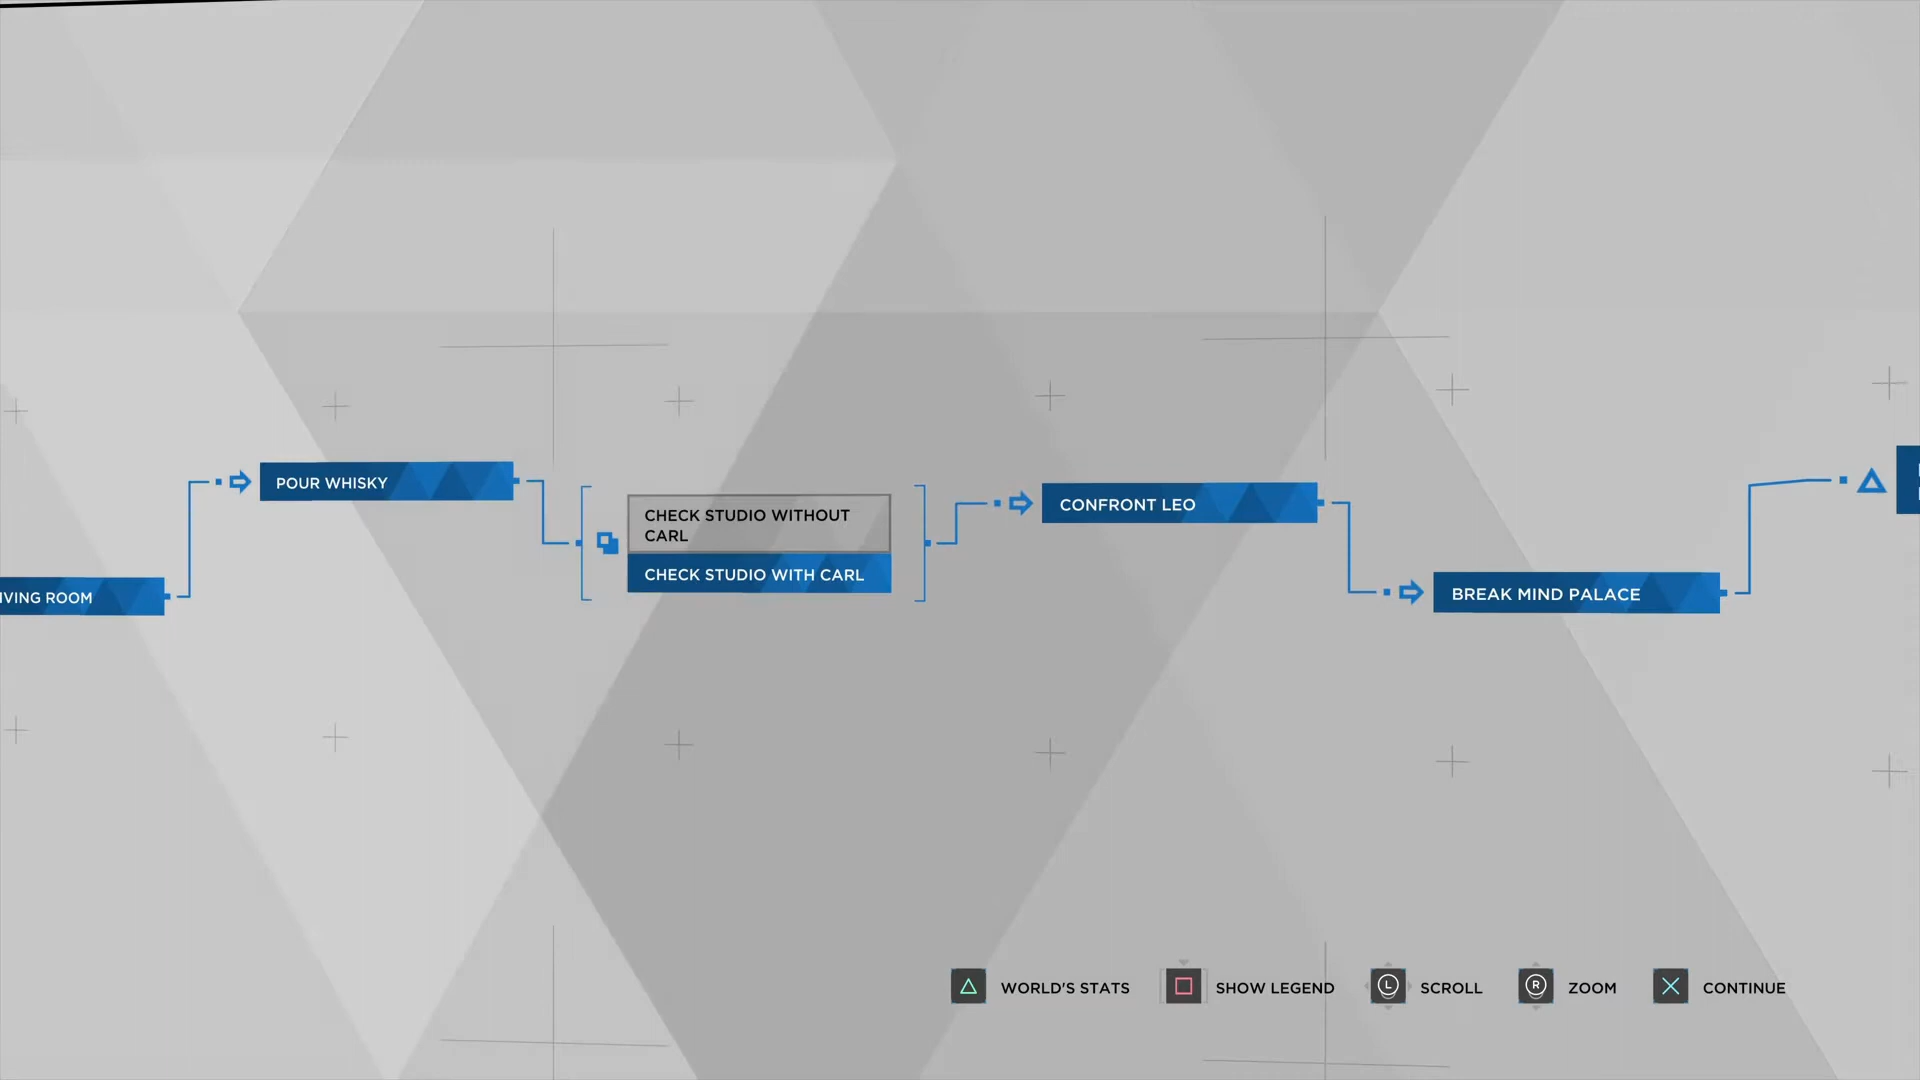 POUR WHISKY
CHECK STUDIO WITHOUT
CARL
CHECK STUDIO WITH CARL
CONFRONT LEO
IVING ROOM
BREAK MIND PALACE
WORLD'S STATS
SHOW LEGEND
L
SCROLL
R
ZOOM
CONTINUE